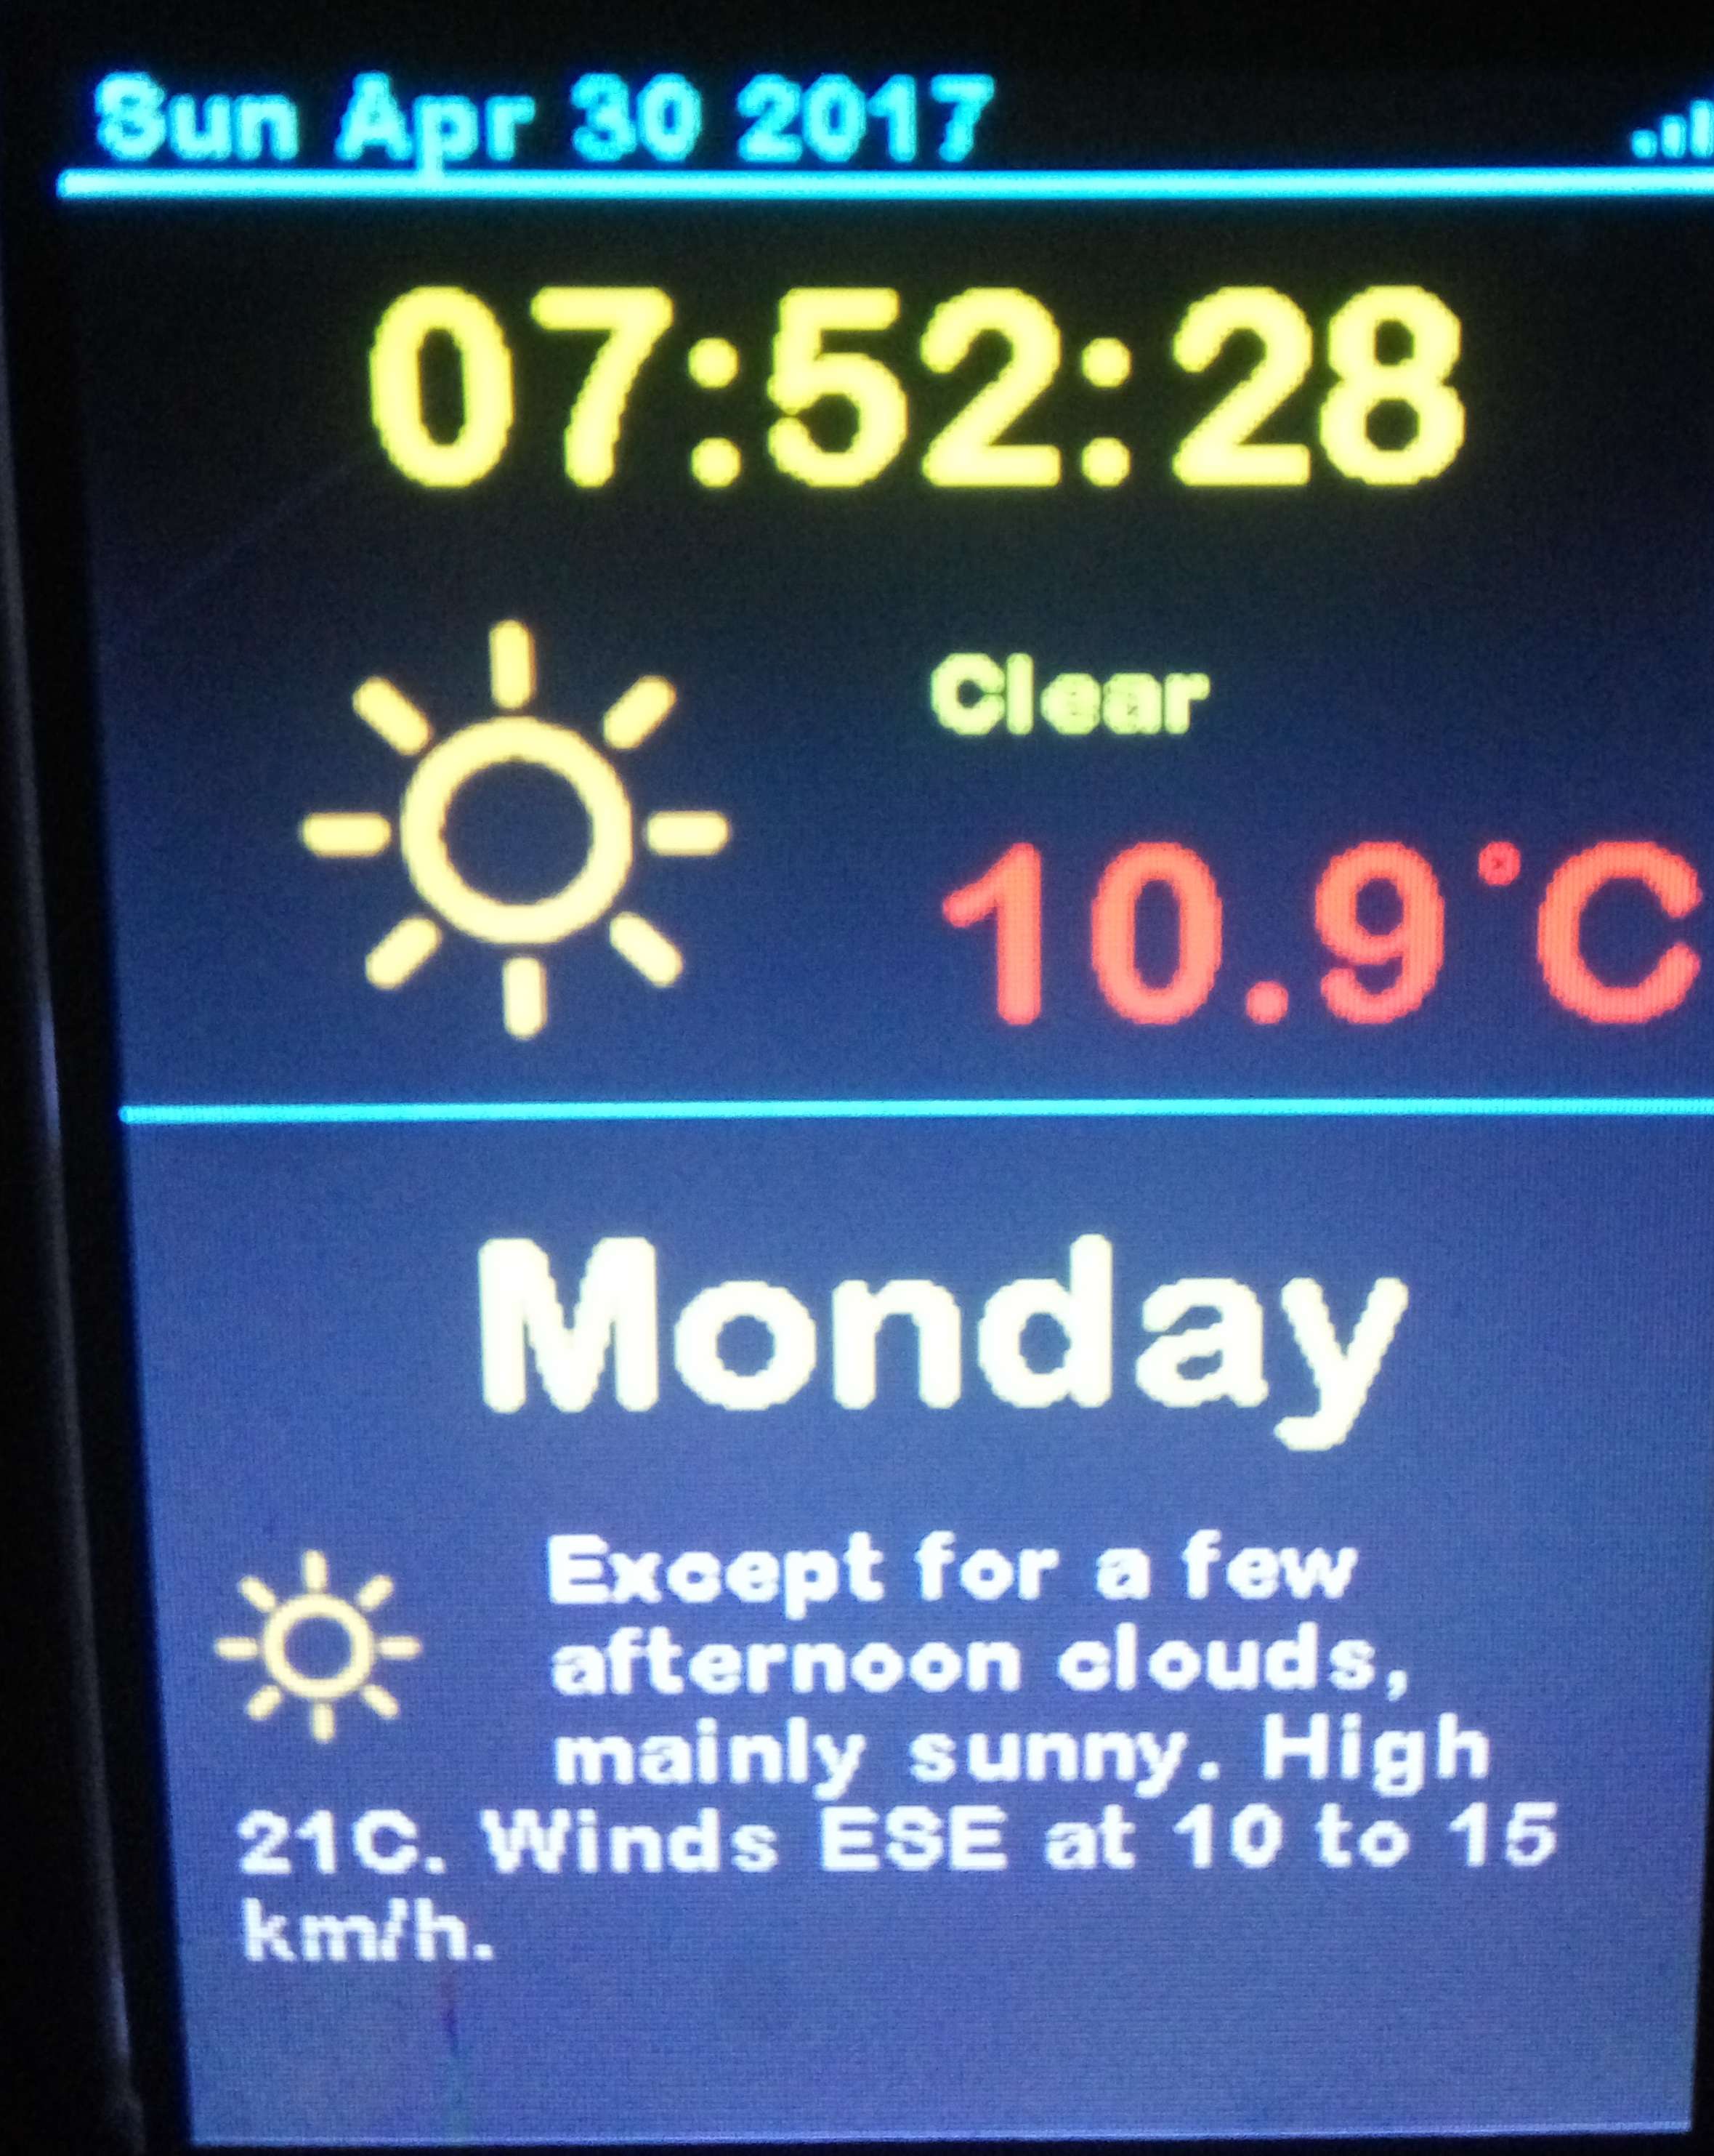 Sun Apr 30 2017
07:52:28
Clear
10.9°C
Monday
Except for a few
afternoon clouds,
mainly sunny. High
21C. Winds ESE at 10 to 15
km/h.